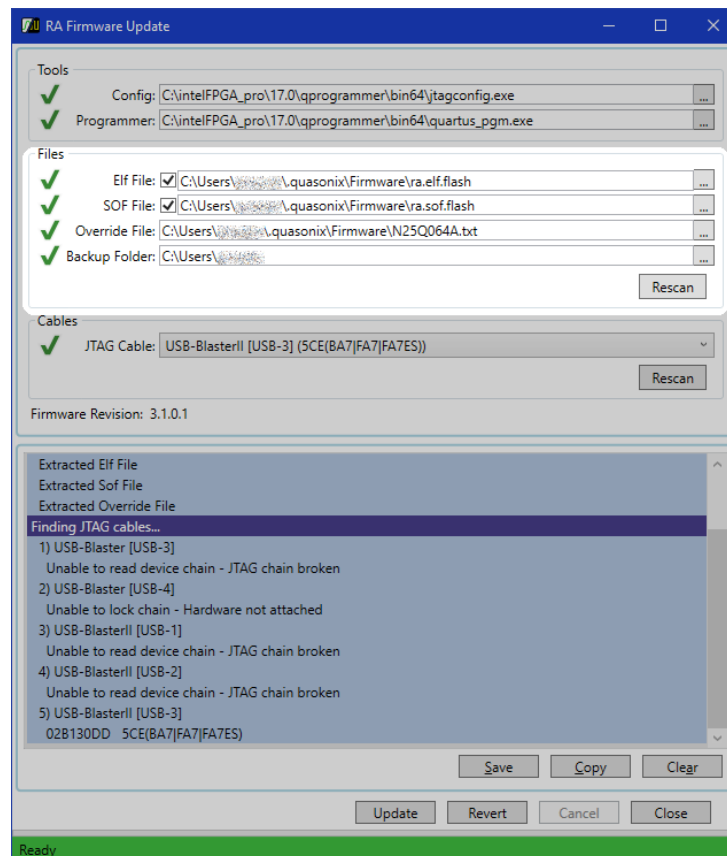 RA Firmware Update
Tools
Config: C:\intelFPGA_pro\17.0\qprogrammer\bin64\jtagconfig.exe ...
Programmer: C:\intelFPGA_pro\17.0\qprogrammer\bin64\quartus_pgm.exe ...
Files
Elf File: C:\Users\ \.quasonix\Firmware\ra.elf.flash ...
SOF File: C:\Users\ \.quasonix\Firmware\ra.sof.flash ...
Override File: C:\Users\ \.quasonix\Firmware\N25Q064A.txt ...
Backup Folder: C:\Users\ ...
Rescan
Cables
JTAG Cable: USB-BlasterII [USB-3] (5CE(BA7|FA7|FA7ES))
Rescan
Firmware Revision: 3.1.0.1
Extracted Elf File
Extracted Sof File
Extracted Override File
Finding JTAG cables...
1) USB-Blaster [USB-3]
Unable to read device chain - JTAG chain broken
2) USB-Blaster [USB-4]
Unable to lock chain - Hardware not attached
3) USB-BlasterII [USB-1]
Unable to read device chain - JTAG chain broken
4) USB-BlasterII [USB-2]
Unable to read device chain - JTAG chain broken
5) USB-BlasterII [USB-3]
02B130DD 5CE(BA7|FA7|FA7ES)
Save Copy Clear
Update Revert Cancel Close
Ready